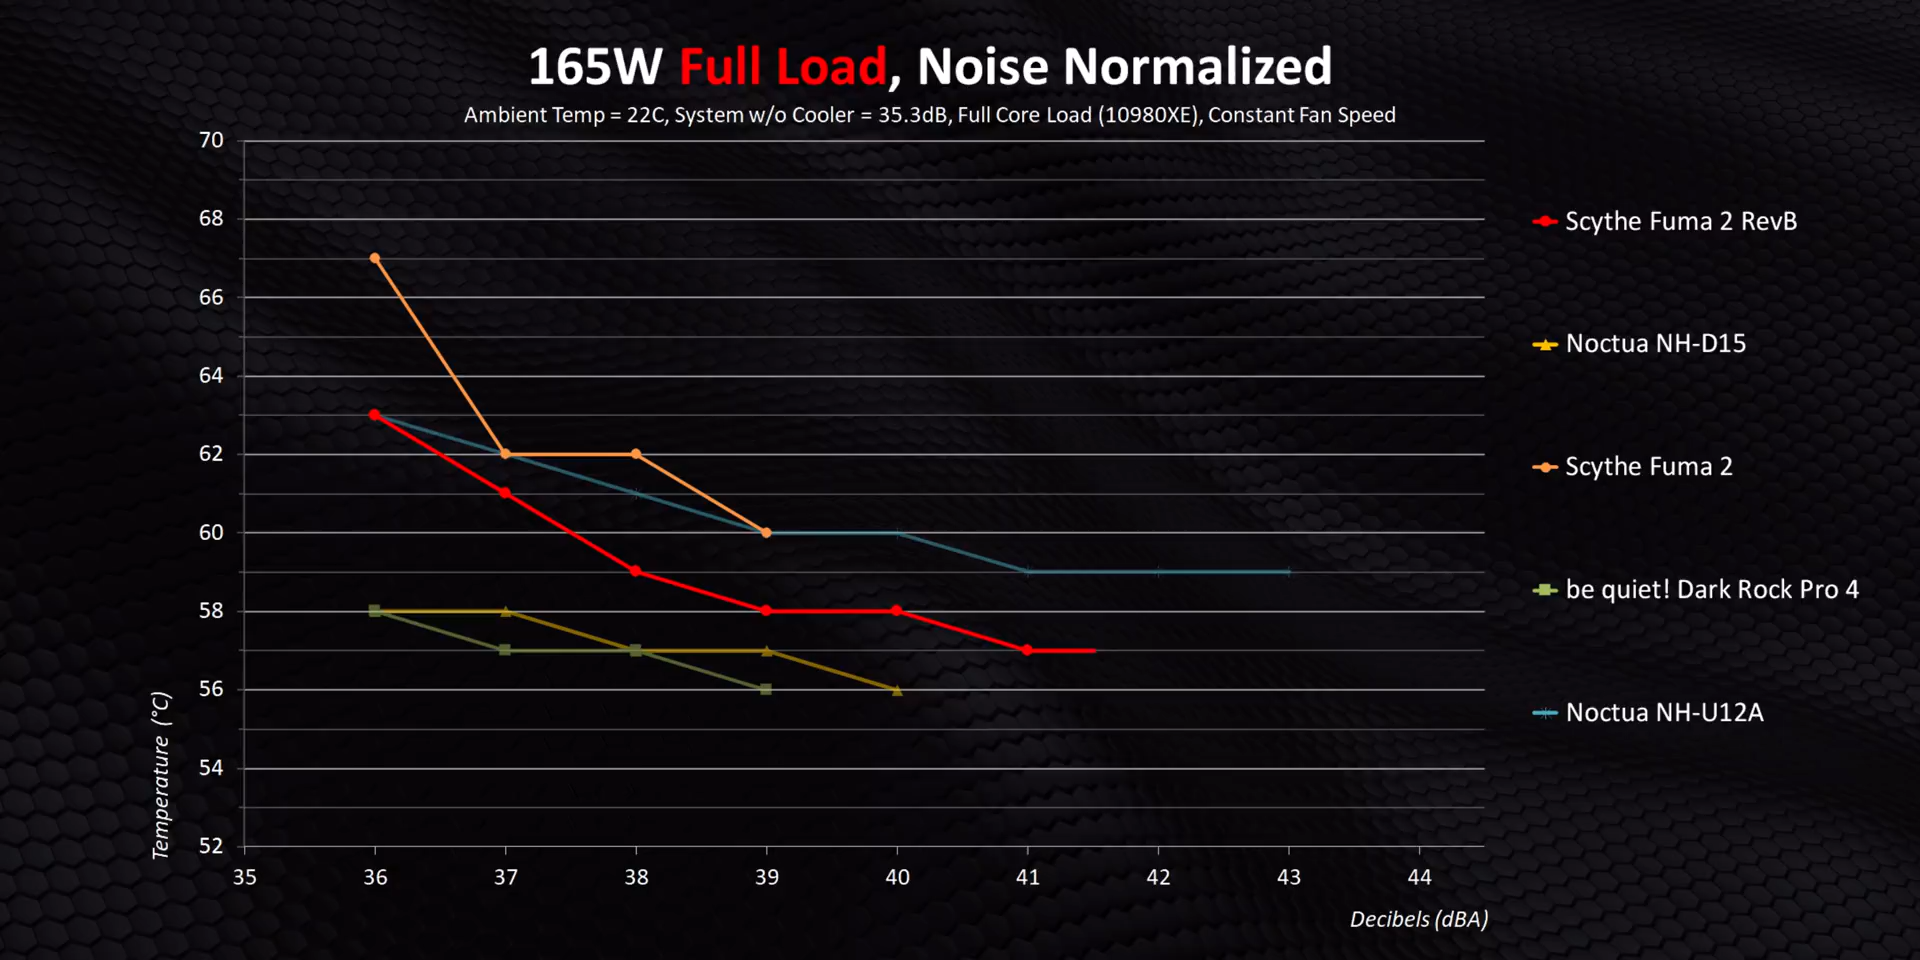 165W Full Load, Noise Normalized
Ambient Temp = 22C, System w/o Cooler = 35.3dB, Full Core Load (10980XE), Constant Fan Speed
70
68
66
64
62
60
58
56
54
52
Temperature (°C)
35 36 37 38 39 40 41 42 43 44
Decibels (dBA)
Scythe Fuma 2 RevB
Noctua NH-D15
Scythe Fuma 2
be quiet! Dark Rock Pro 4
Noctua NH-U12A